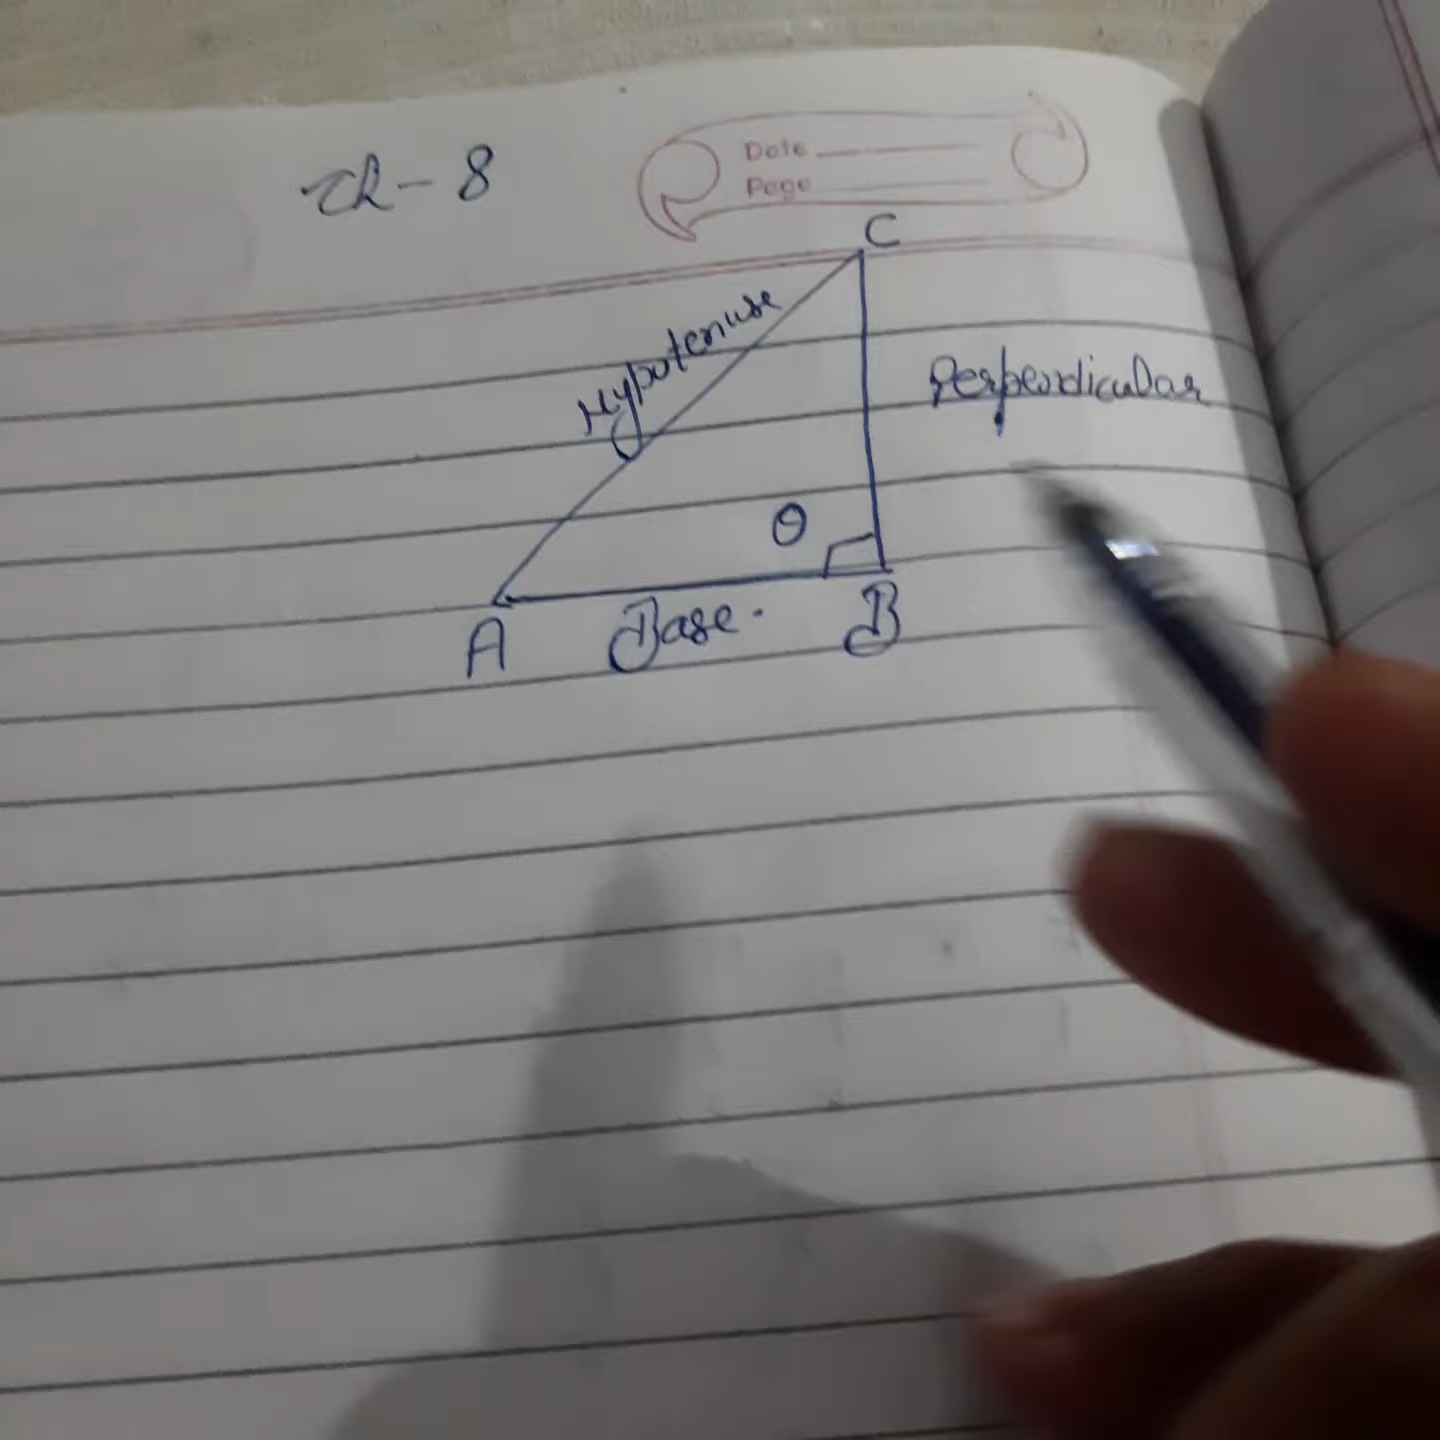 Ch - 8
Date
Page
C
Hypotenuse
Perpendicular
θ
A Base. B